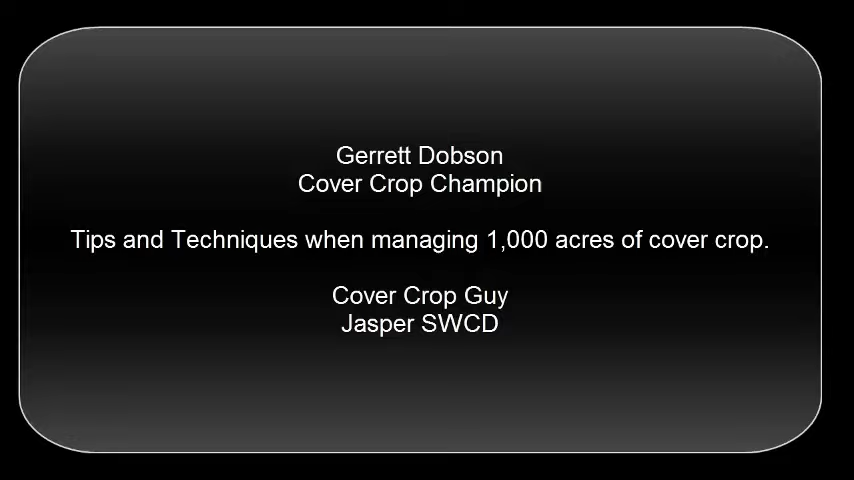 Gerrett Dobson
Cover Crop Champion
Tips and Techniques when managing 1,000 acres of cover crop.
Cover Crop Guy
Jasper SWCD